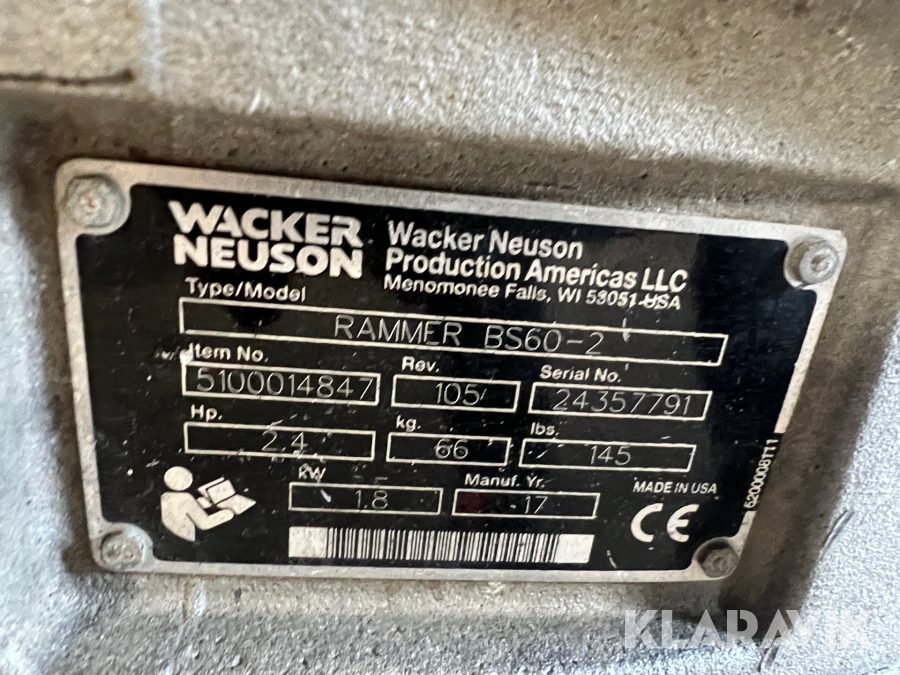 WACKER
NEUSON
Wacker Neuson
Production Americas LLC
Menomonee Falls, WI 53051 USA
Type/Model
RAMMER BS60-2
Item No.
Rev.
Serial No.
5100014847
105
24357791
Hp.
kg.
lbs.
2.4
66
145
kW
Manuf. Yr.
MADE IN USA
1.8
17
CE
5200008111
KLARAVIK